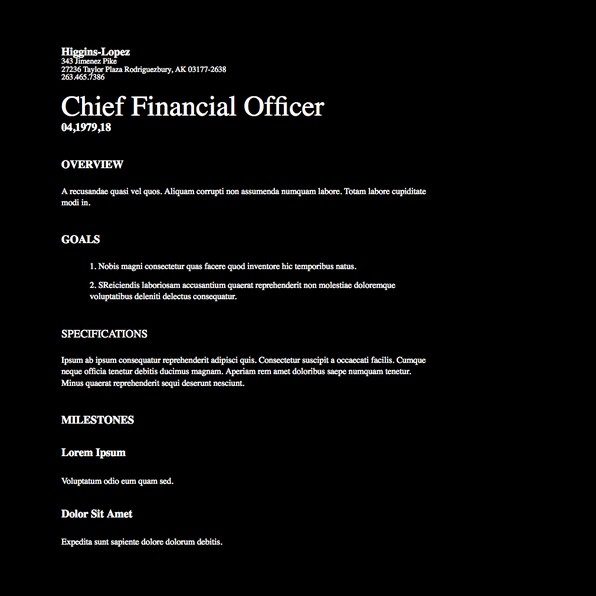 Higgins-Lopez
343 Jimenez Pike
27236 Taylor Plaza Rodriguezbury, AK 03177-2638
263.465.7386
Chief Financial Officer
04,1979,18
OVERVIEW
A recusandae quasi vel quos. Aliquam corrupti non assumenda numquam labore. Totam labore cupiditate
modi in.
GOALS
1. Nobis magni consectetur quas facere quod inventore hic temporibus natus.
2. SReiciendis laboriosam accusantium quaerat reprehenderit non molestiae doloremque
voluptatibus deleniti delectus consequatur.
SPECIFICATIONS
Ipsum ab ipsum consequatur reprehenderit adipisci quis. Consectetur suscipit a occaecati facilis. Cumque
neque officia tenetur debitis ducimus magnam. Aperiam rem amet doloribus saepe numquam tenetur.
Minus quaerat reprehenderit sequi deserunt nesciunt.
MILESTONES
Lorem Ipsum
Voluptatum odio eum quam sed.
Dolor Sit Amet
Expedita sunt sapiente dolore dolorum debitis.